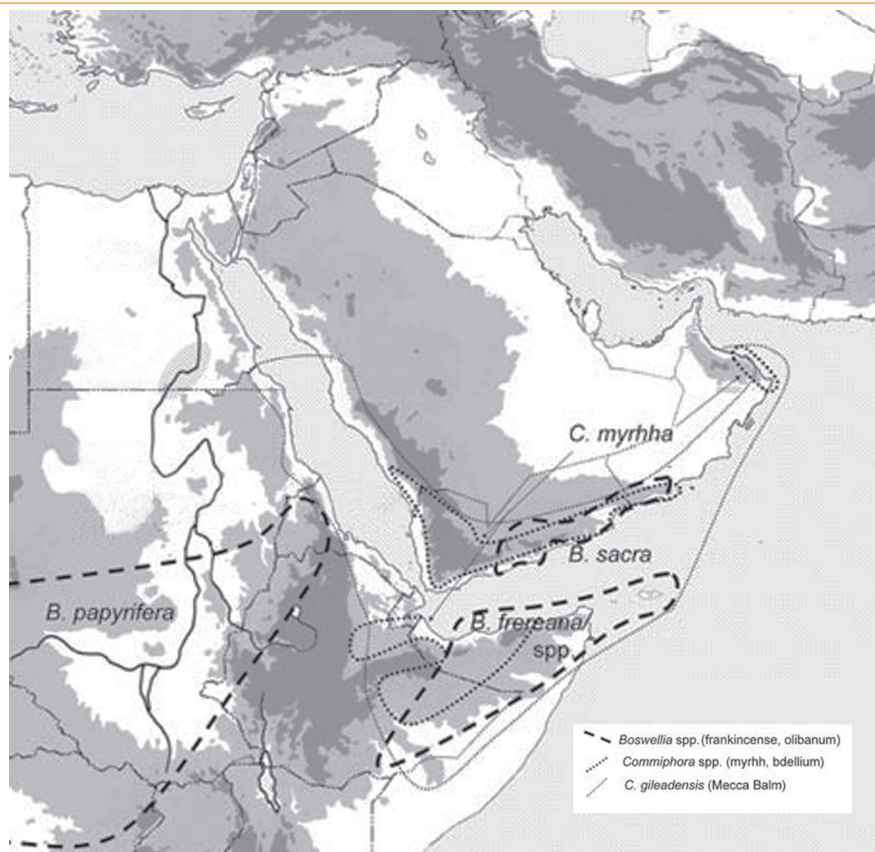 C. myrhha
B. sacra
B. papyrifera
B. frereana/
spp
Boswellia spp. (frankincense, olibanum)
Commiphora spp. (myrhh, bdellium)
C. gileadensis (Mecca Balm)